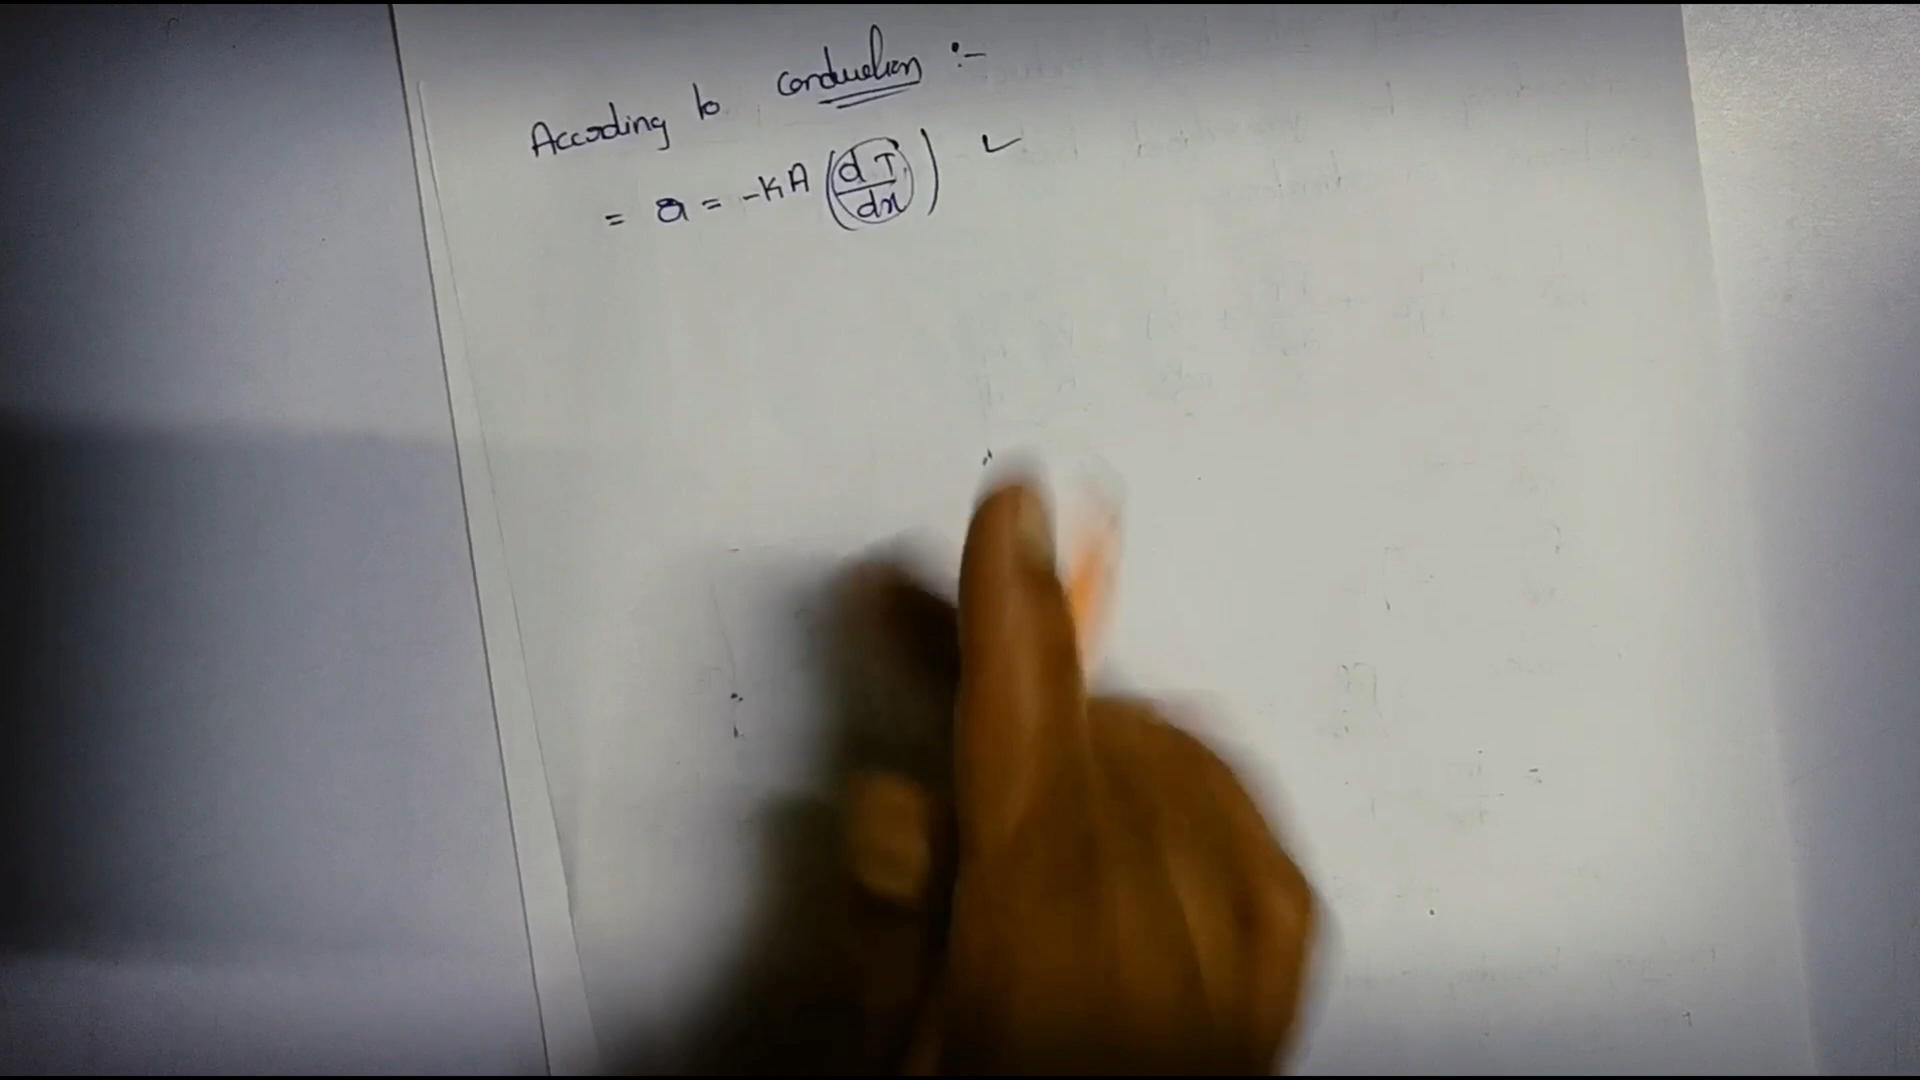 According to conduction :-
= Q = -KA (dT/dx) ✓